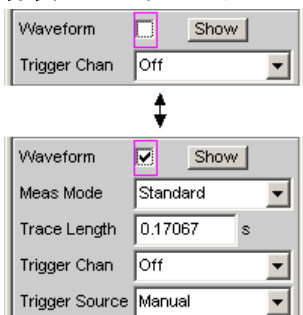 Waveform Show
Trigger Chan Off
Waveform Show
Meas Mode Standard
Trace Length 0.17067 s
Trigger Chan Off
Trigger Source Manual